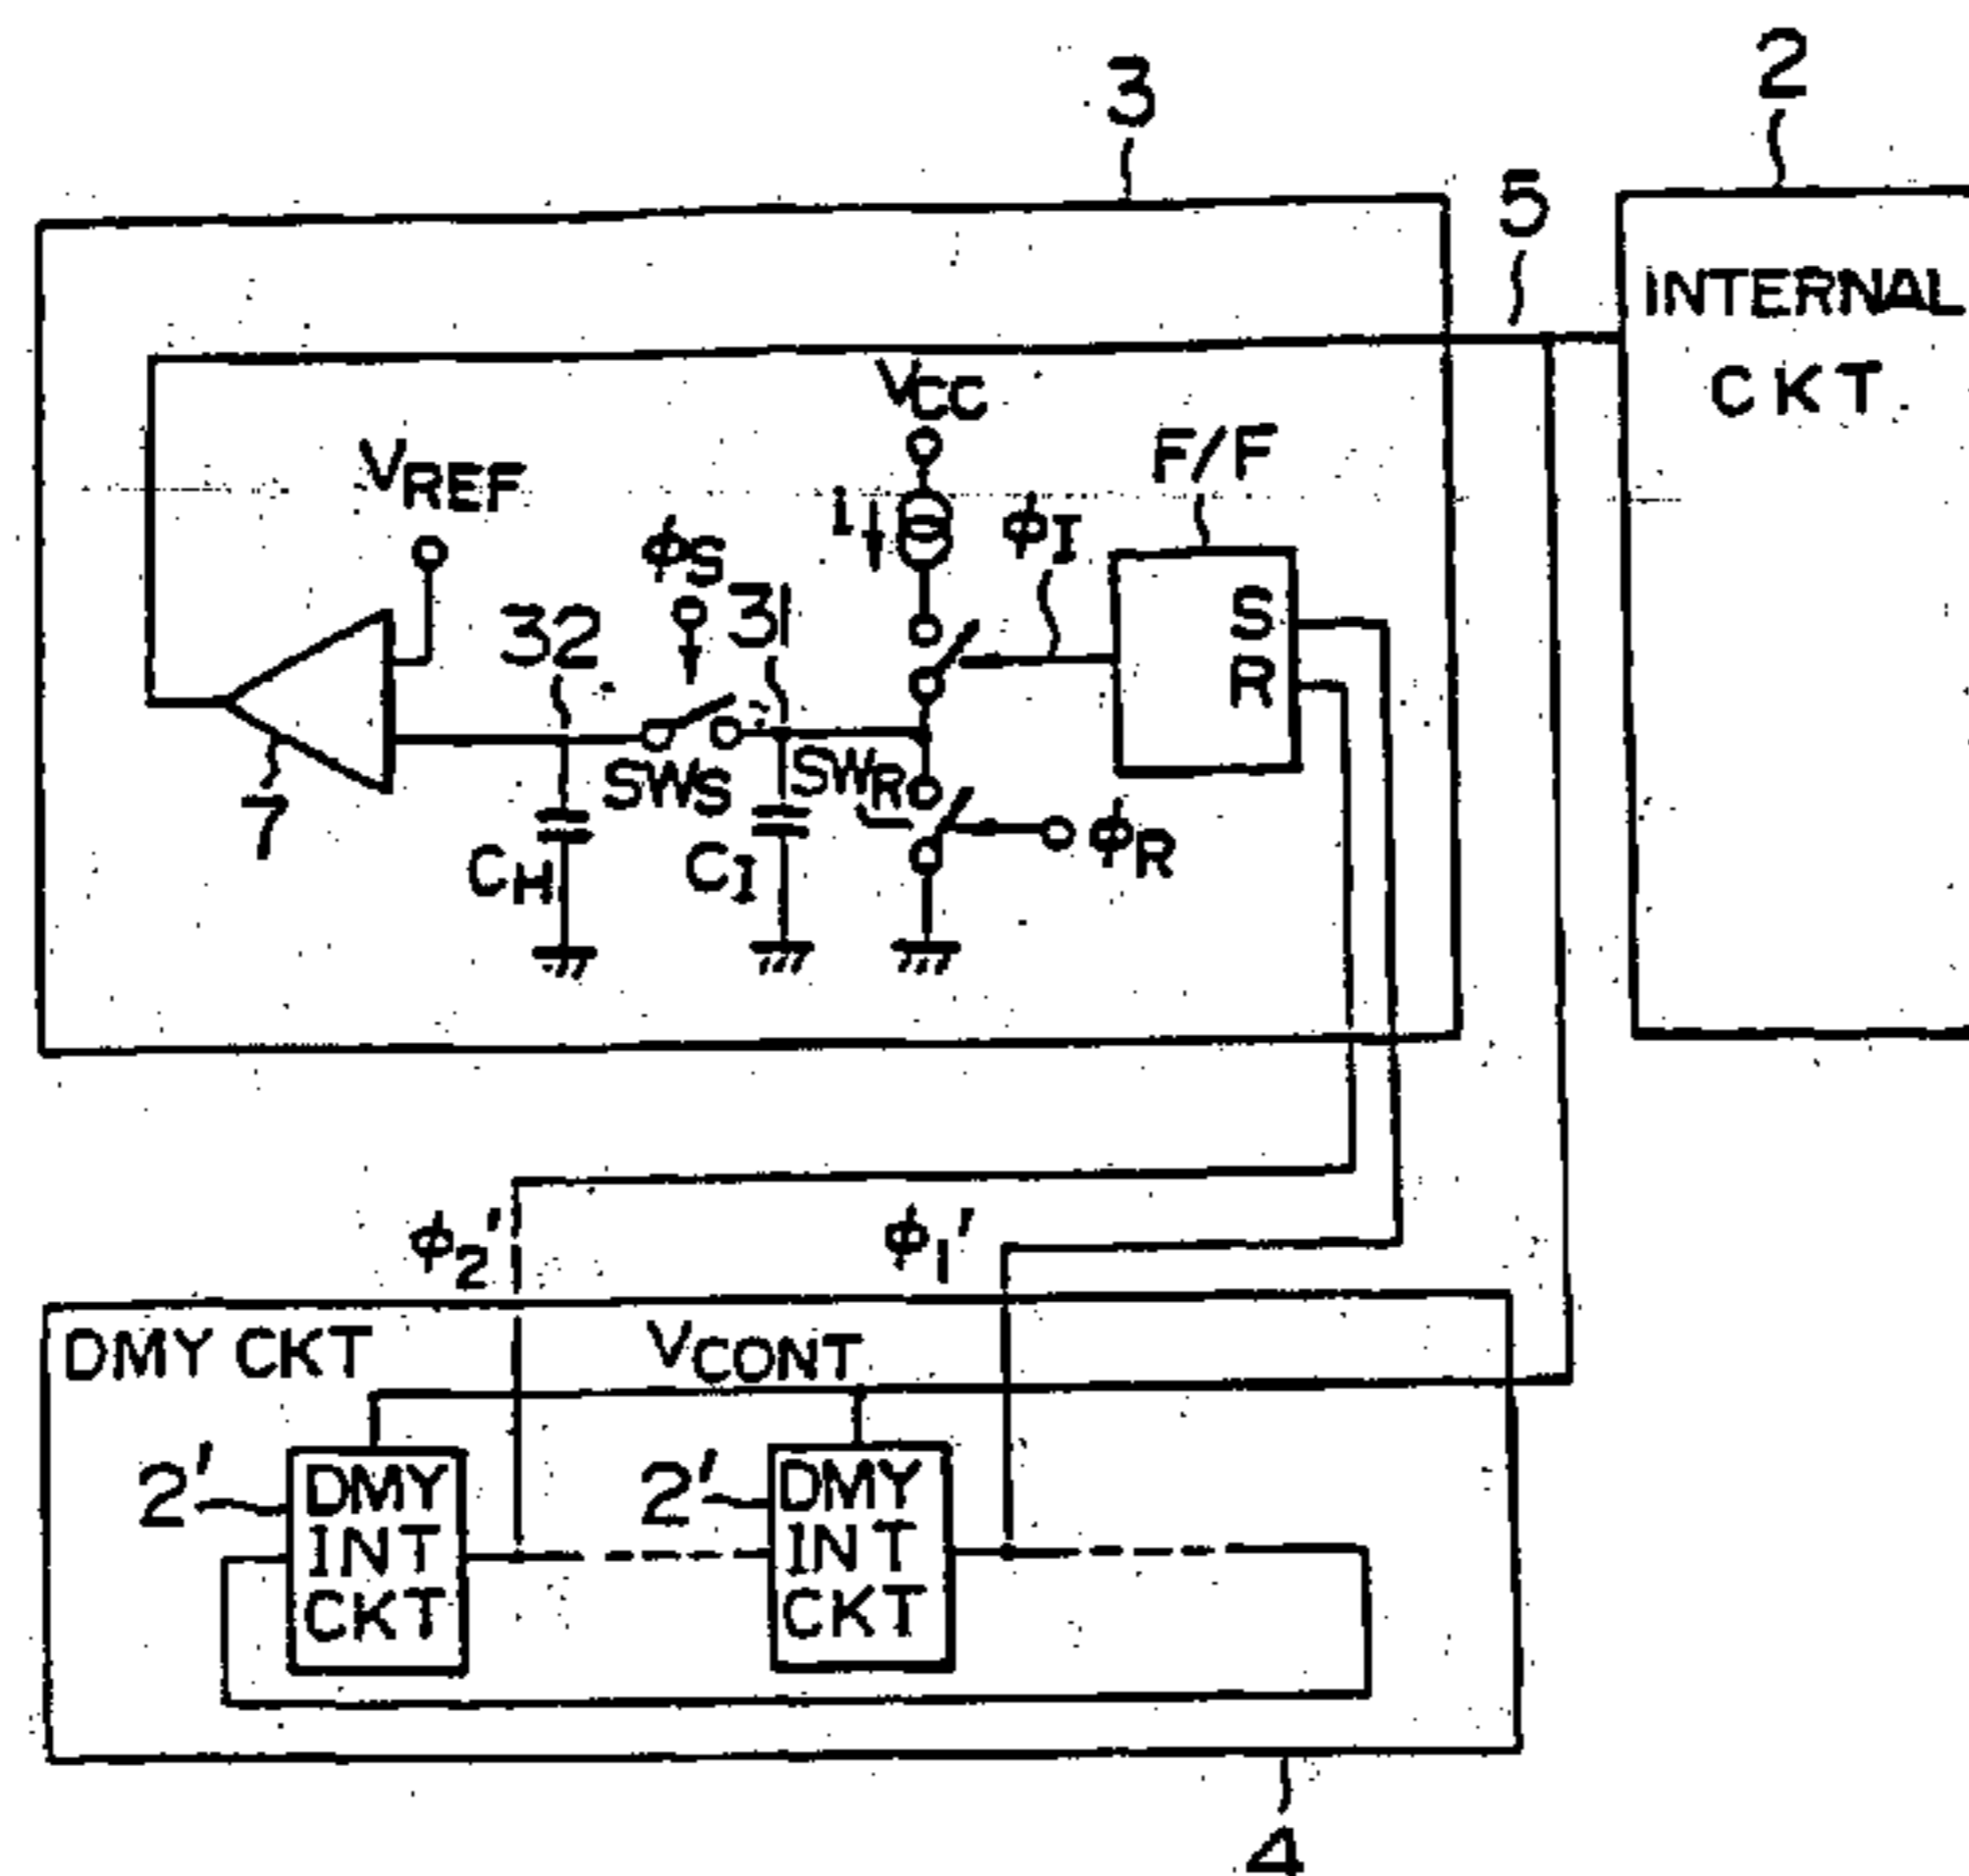 3
2
5
INTERNAL
CKT
VCC
VREF
i
F/F
ϕI
ϕS
31
32
S
R
SWS
SWR
7
CH
CI
ϕR
ϕ2'
ϕ1'
DMY CKT
VCONT
2'
DMY
INT
CKT
2'
DMY
INT
CKT
4